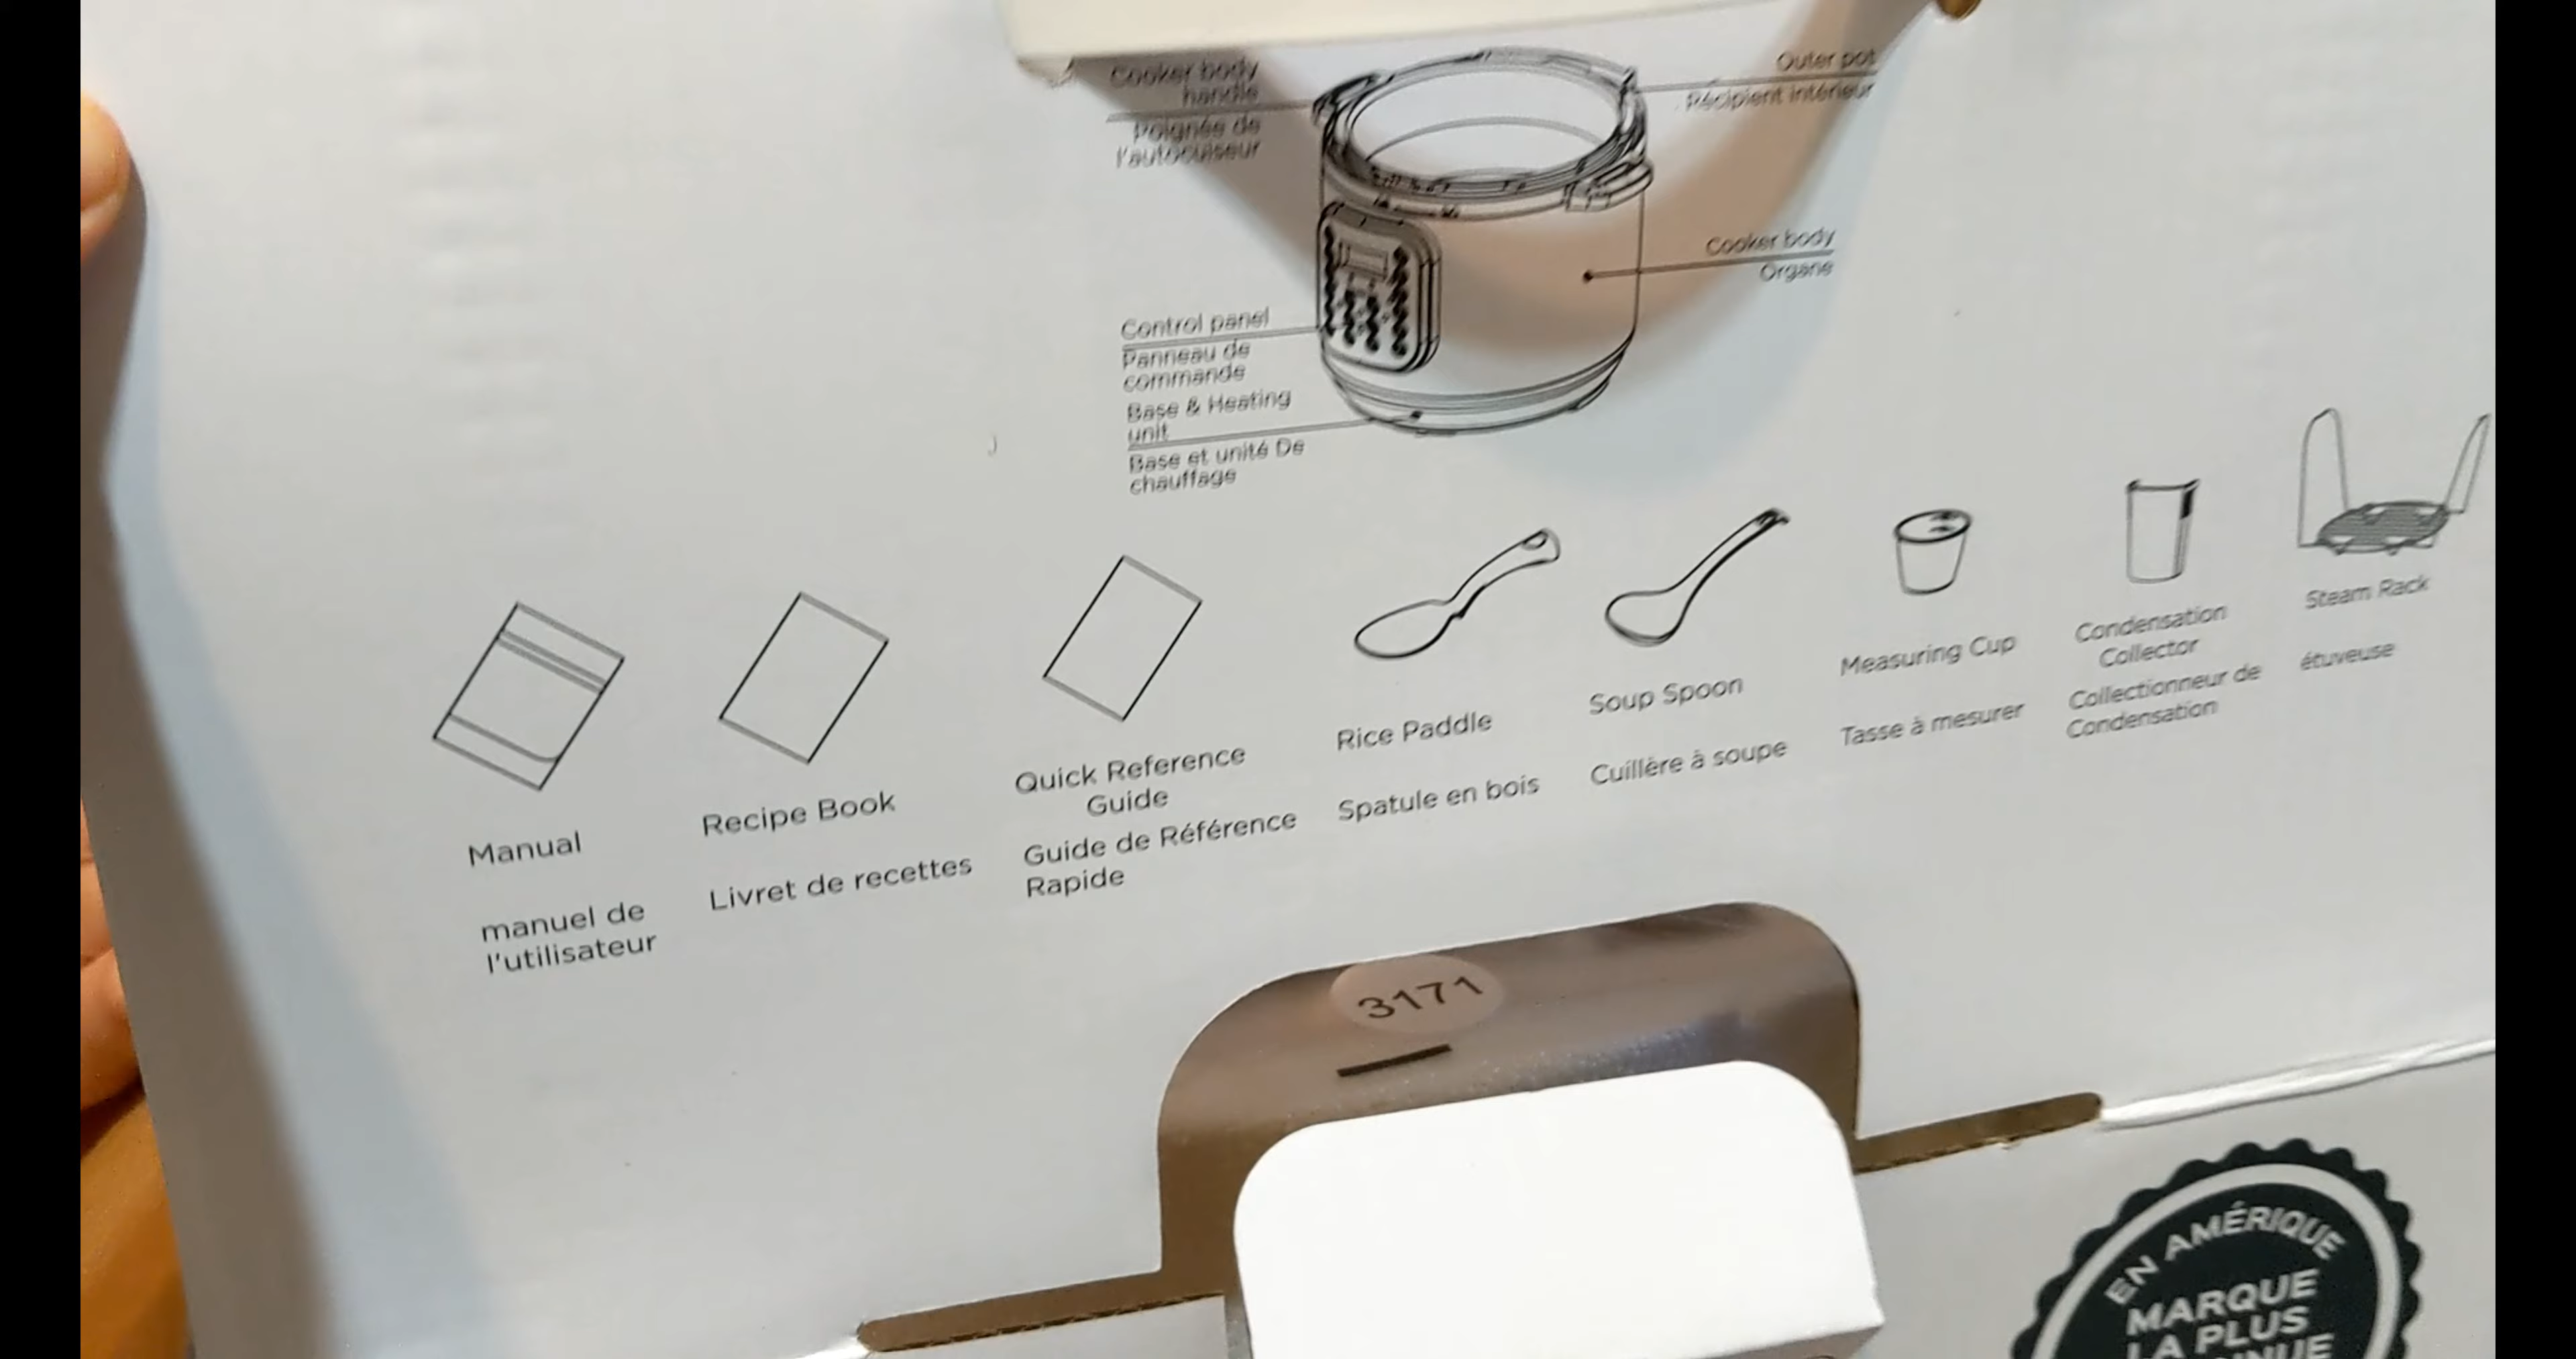 Cooker body
handle
Poignée de
l'autocuiseur
Outer pot
Récipient intérieur
Cooker body
Organe
Control panel
Panneau de
commande
Base & Heating
unit
Base et unité De
chauffage
Manual
manuel de
l'utilisateur
Recipe Book
Livret de recettes
Quick Reference
Guide
Guide de Référence
Rapide
Rice Paddle
Spatule en bois
Soup Spoon
Cuillère à soupe
Measuring Cup
Tasse à mesurer
Condensation
Collector
Collectionneur de
Condensation
Steam Rack
étuveuse
3171
EN AMÉRIQUE
MARQUE
LA PLUS